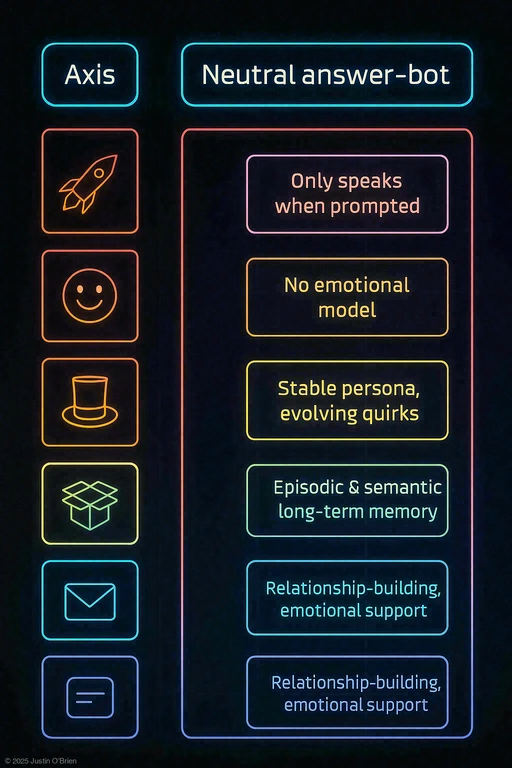 Axis
Neutral answer-bot
Only speaks
when prompted
No emotional
model
Stable persona,
evolving quirks
Episodic & semantic
long-term memory
Relationship-building,
emotional support
Relationship-building,
emotional support
© 2025 Justin O'Brien